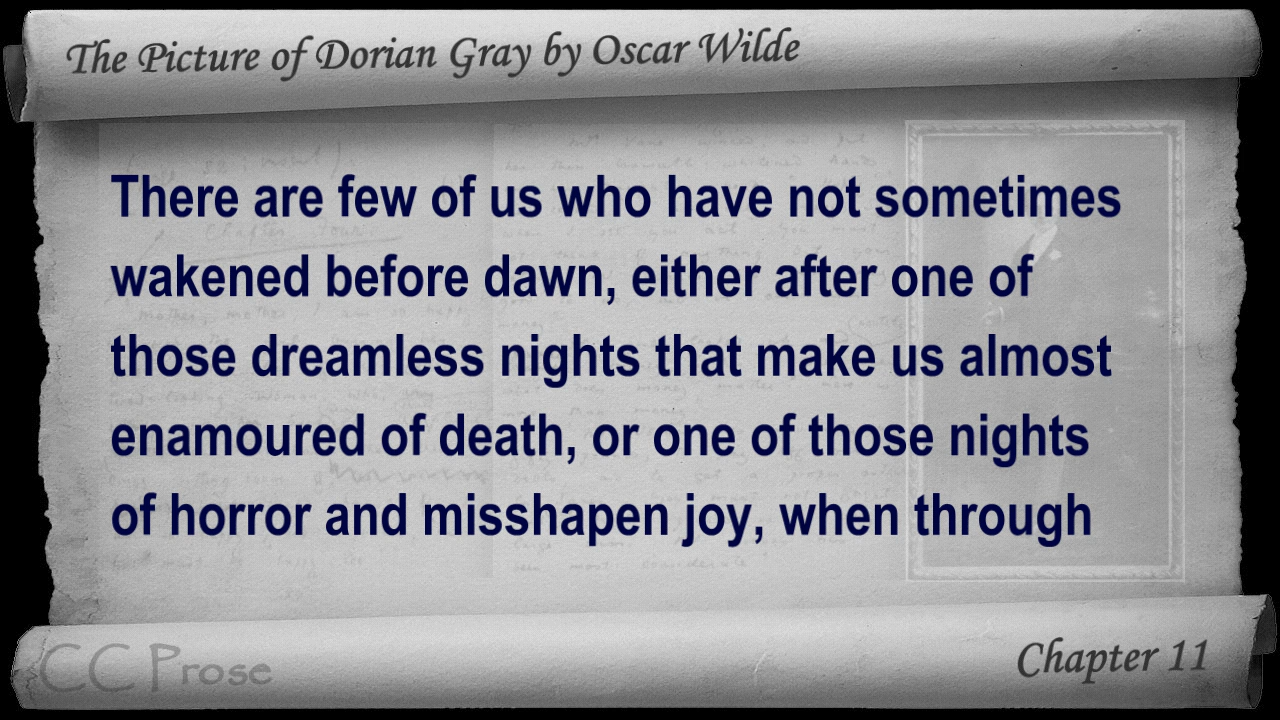 The Picture of Dorian Gray by Oscar Wilde
There are few of us who have not sometimes
wakened before dawn, either after one of
those dreamless nights that make us almost
enamoured of death, or one of those nights
of horror and misshapen joy, when through
CC Prose
Chapter 11